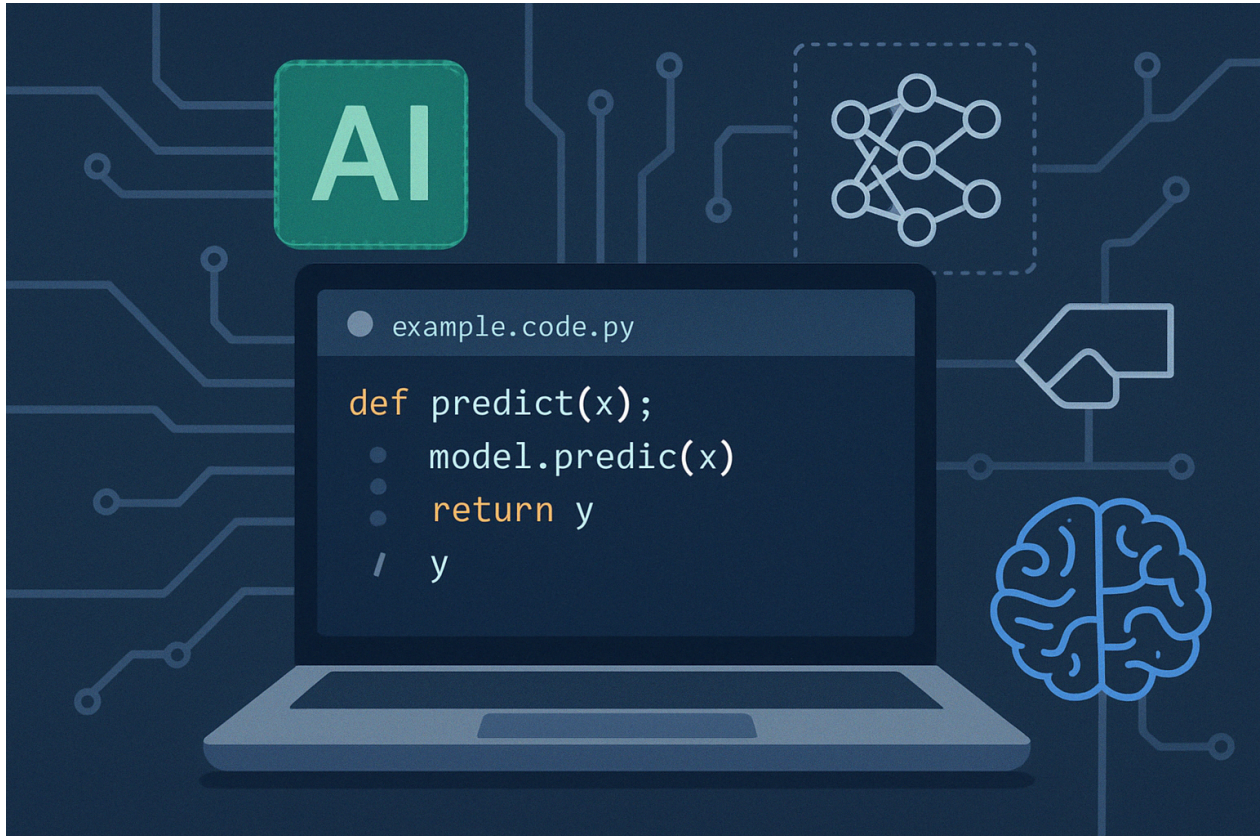 AI
example.code.py
def predict(x);
model.predic(x)
return y
y